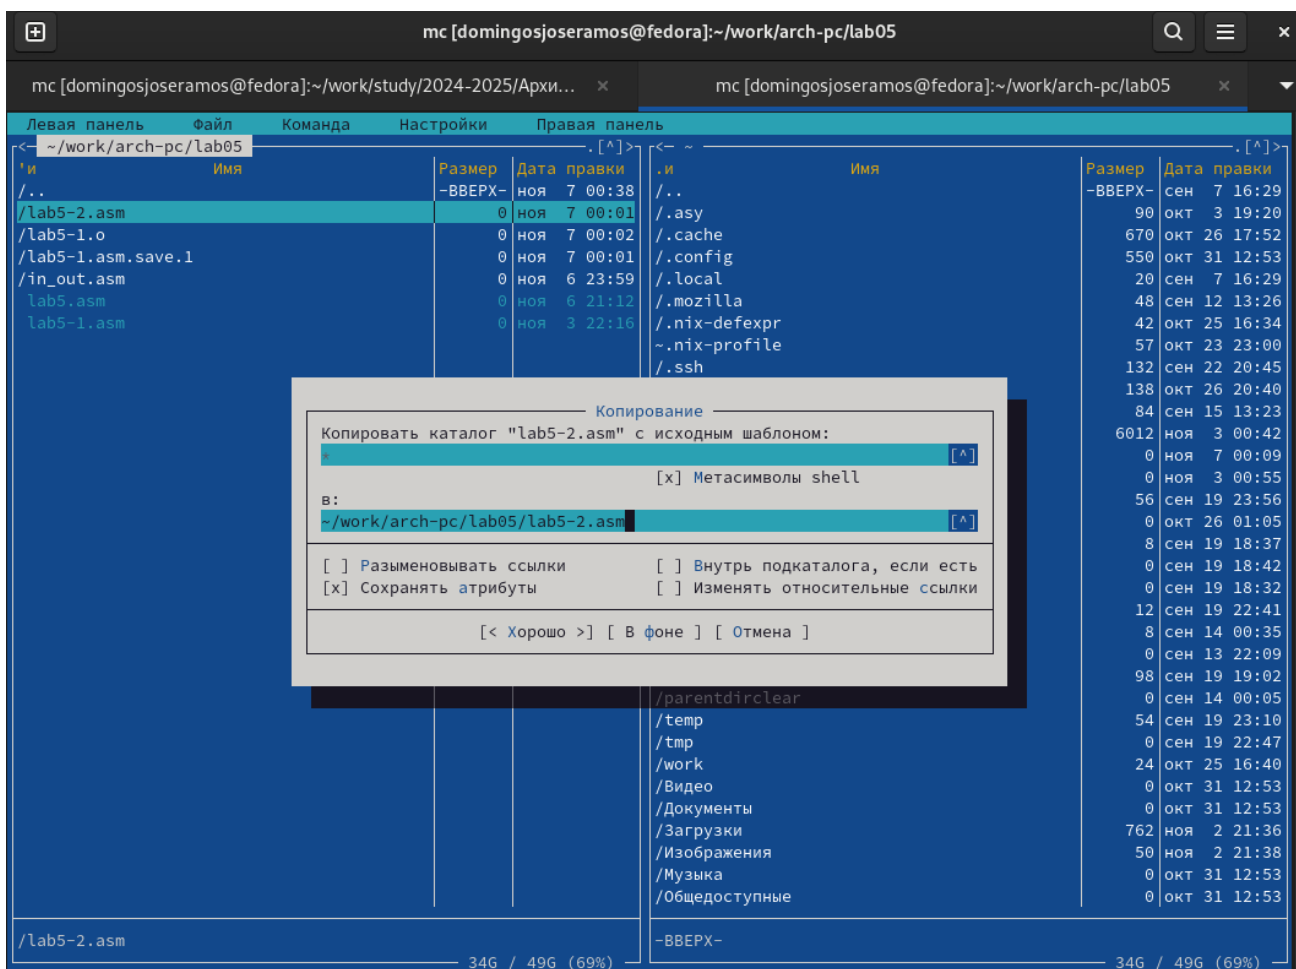 mc [domingosjoseramos@fedora]:~/work/arch-pc/lab05
mc [domingosjoseramos@fedora]:~/work/study/2024-2025/Архи... × mc [domingosjoseramos@fedora]:~/work/arch-pc/lab05 ×
Левая панель Файл Команда Настройки Правая панель
<— ~/work/arch-pc/lab05 .[^]> <— ~ .[^]>
'и Имя Размер Дата правки .и Имя Размер Дата правки
/.. -ВВЕРХ- ноя 7 00:38 /.. -ВВЕРХ- сен 7 16:29
/lab5-2.asm 0 ноя 7 00:01 /.asy 90 окт 3 19:20
/lab5-1.o 0 ноя 7 00:02 /.cache 670 окт 26 17:52
/lab5-1.asm.save.1 0 ноя 7 00:01 /.config 550 окт 31 12:53
/in_out.asm 0 ноя 6 23:59 /.local 20 сен 7 16:29
lab5.asm 0 ноя 6 21:12 /.mozilla 48 сен 12 13:26
lab5-1.asm 0 ноя 3 22:16 /.nix-defexpr 42 окт 25 16:34
~.nix-profile 57 окт 23 23:00
/.ssh 132 сен 22 20:45
138 окт 26 20:40
Копирование 84 сен 15 13:23
Копировать каталог "lab5-2.asm" с исходным шаблоном: 6012 ноя 3 00:42
* [^] 0 ноя 7 00:09
[x] Метасимволы shell 0 ноя 3 00:55
в: 56 сен 19 23:56
~/work/arch-pc/lab05/lab5-2.asm [^] 0 окт 26 01:05
8 сен 19 18:37
[ ] Разыменовывать ссылки [ ] Внутрь подкаталога, если есть 0 сен 19 18:42
[x] Сохранять атрибуты [ ] Изменять относительные ссылки 0 сен 19 18:32
12 сен 19 22:41
[< Хорошо >] [ В фоне ] [ Отмена ] 8 сен 14 00:35
0 сен 13 22:09
98 сен 19 19:02
/parentdirclear 0 сен 14 00:05
/temp 54 сен 19 23:10
/tmp 0 сен 19 22:47
/work 24 окт 25 16:40
/Видео 0 окт 31 12:53
/Документы 0 окт 31 12:53
/Загрузки 762 ноя 2 21:36
/Изображения 50 ноя 2 21:38
/Музыка 0 окт 31 12:53
/Общедоступные 0 окт 31 12:53
/lab5-2.asm -ВВЕРХ-
34G / 49G (69%) 34G / 49G (69%)